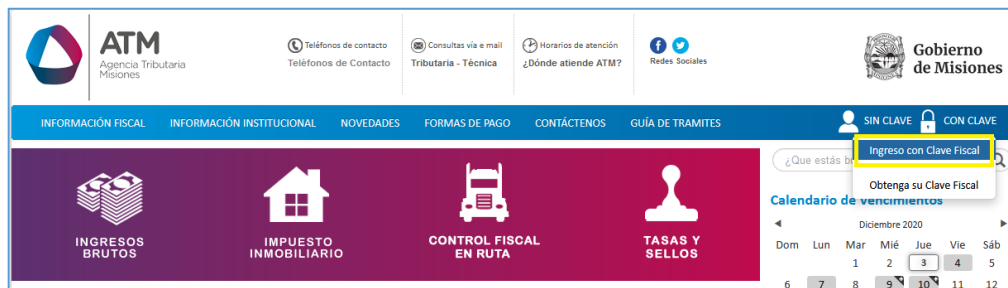 ATM
Agencia Tributaria
Misiones
Teléfonos de contacto
Teléfonos de Contacto
Consultas vía e mail
Tributaria - Técnica
Horarios de atención
¿Dónde atiende ATM?
Redes Sociales
Gobierno
de Misiones
INFORMACIÓN FISCAL INFORMACIÓN INSTITUCIONAL NOVEDADES FORMAS DE PAGO CONTÁCTENOS GUÍA DE TRAMITES SIN CLAVE CON CLAVE
Ingreso con Clave Fiscal
Obtenga su Clave Fiscal
¿Que estás b
INGRESOS
BRUTOS
IMPUESTO
INMOBILIARIO
CONTROL FISCAL
EN RUTA
TASAS Y
SELLOS
Calendario de Vencimientos
Diciembre 2020
Dom Lun Mar Mié Jue Vie Sáb
1 2 3 4 5
6 7 8 9 10 11 12